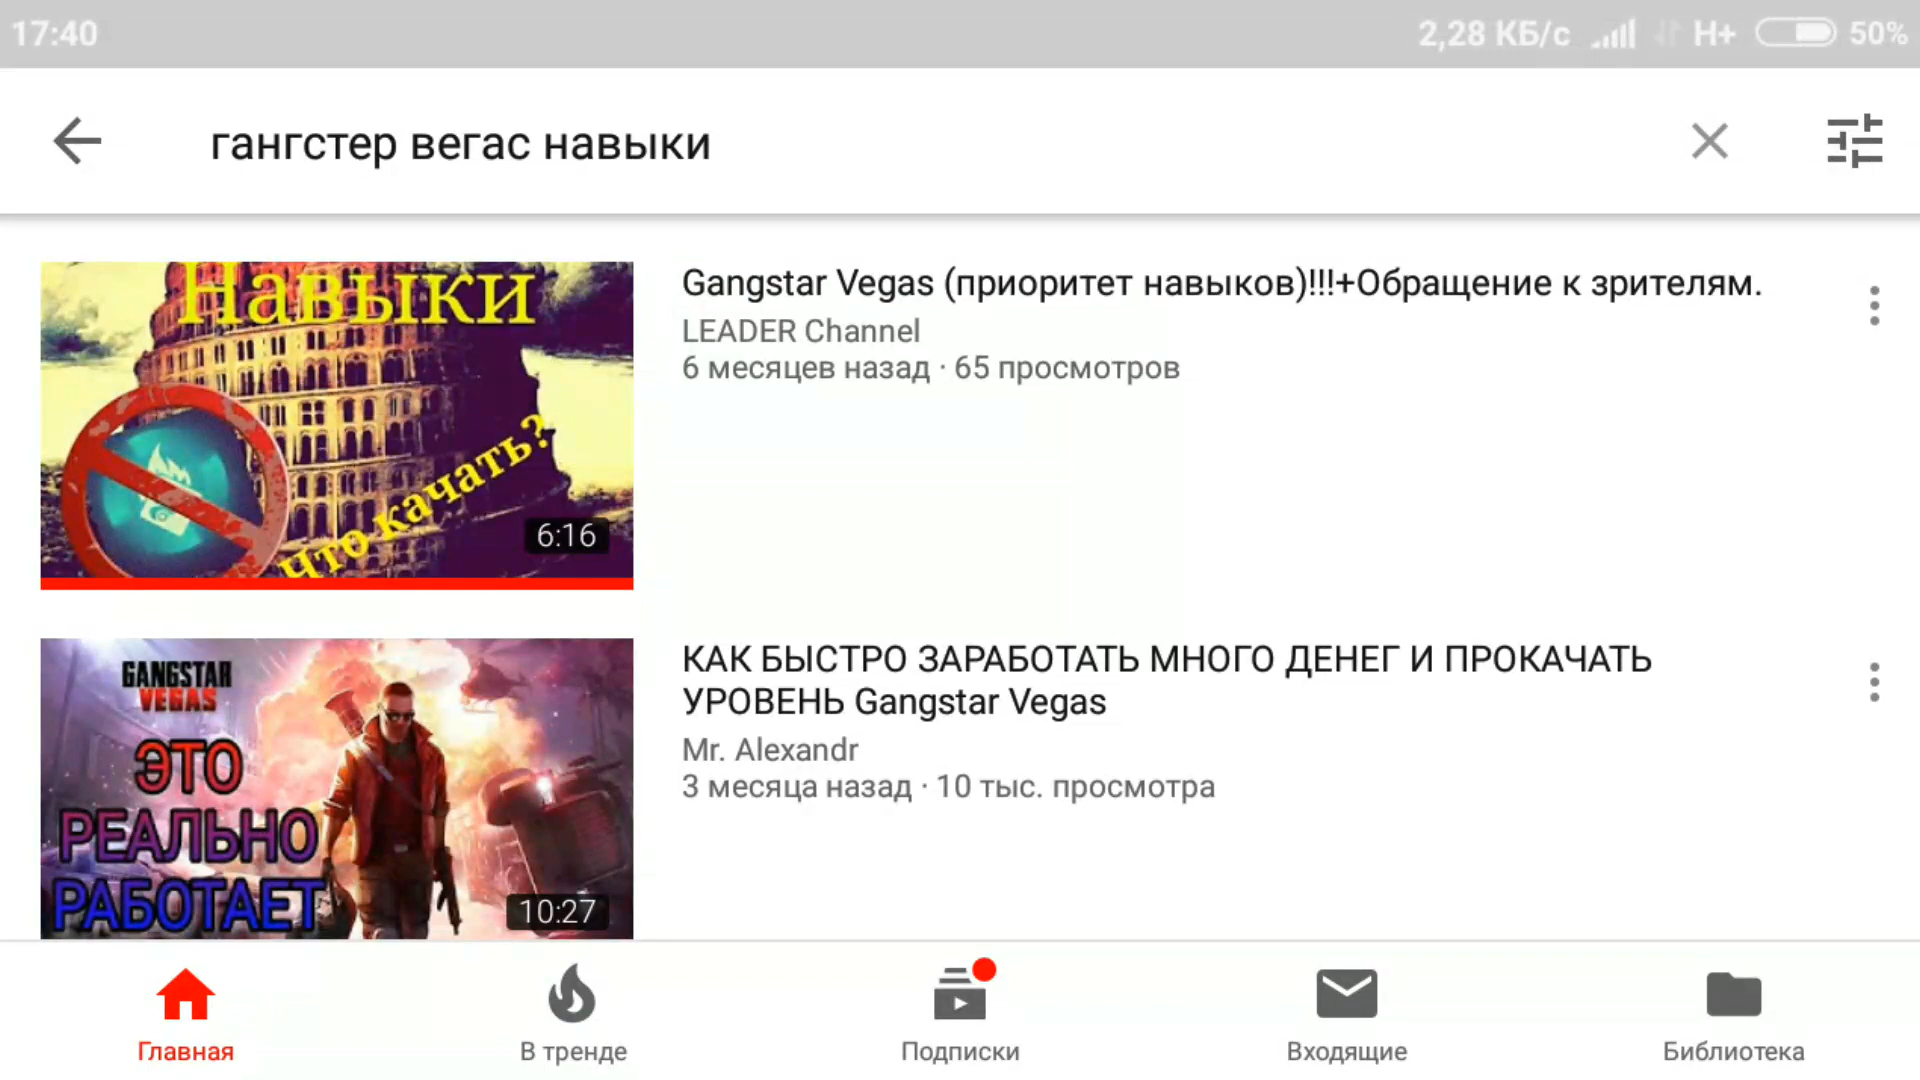 17:40
2,28 КБ/с H+ 50%
гангстер вегас навыки
Навыки
Что качать?
6:16
Gangstar Vegas (приоритет навыков)!!!+Обращение к зрителям.
LEADER Channel
6 месяцев назад · 65 просмотров
GANGSTAR
VEGAS
ЭТО
РЕАЛЬНО
РАБОТАЕТ
10:27
КАК БЫСТРО ЗАРАБОТАТЬ МНОГО ДЕНЕГ И ПРОКАЧАТЬ
УРОВЕНЬ Gangstar Vegas
Mr. Alexandr
3 месяца назад · 10 тыс. просмотра
Главная
В тренде
Подписки
Входящие
Библиотека